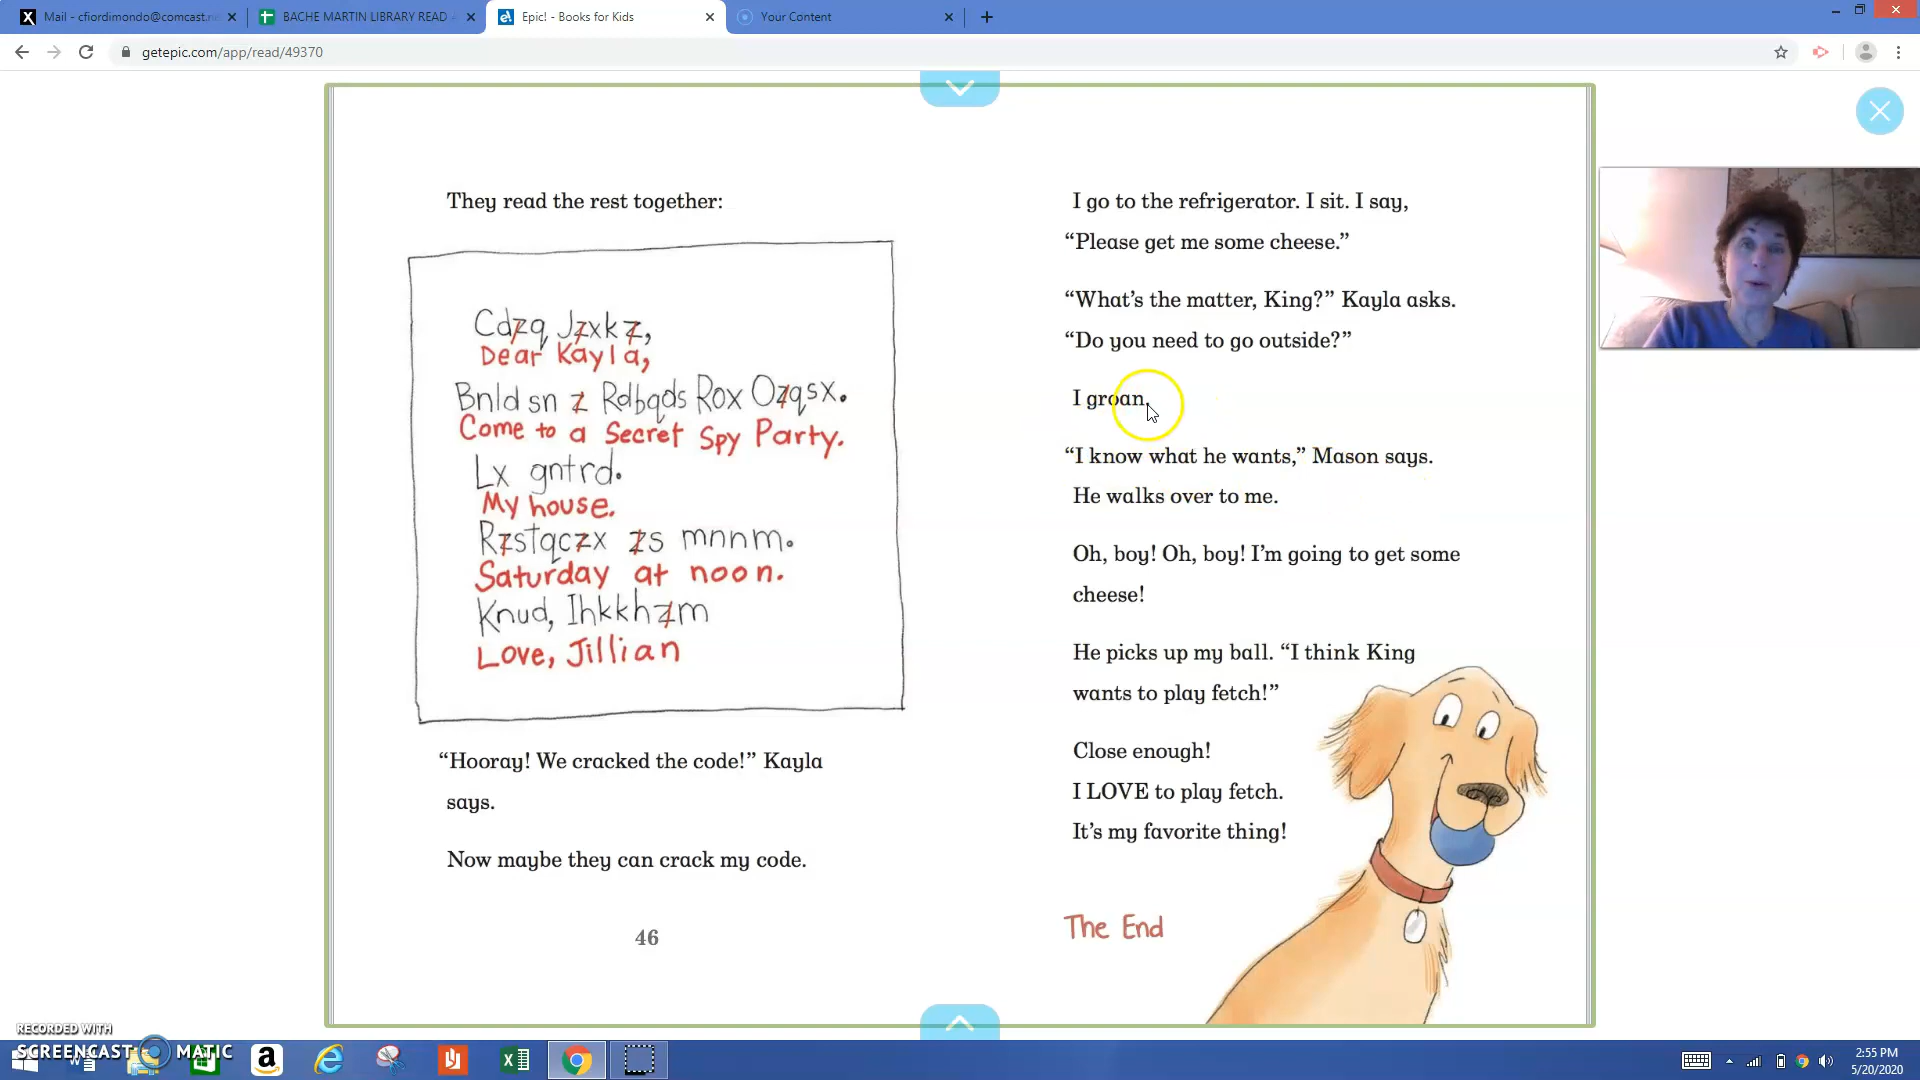 Mail - cfiordimondo@comcast.ne
BACHE MARTIN LIBRARY READ
Epic! - Books for Kids
Your Content
getepic.com/app/read/49370
They read the rest together:
Cdzq Jzxkz,
Dear Kayla,
Bnld sn z Rdbqds Rox Ozqsx.
Come to a Secret Spy Party.
Lx gntrd.
My house.
Rzstqczx zs mnnm.
Saturday at noon.
Knud, Ihkkhzm
Love, Jillian
“Hooray! We cracked the code!” Kayla
says.
Now maybe they can crack my code.
46
I go to the refrigerator. I sit. I say,
“Please get me some cheese.”
“What’s the matter, King?” Kayla asks.
“Do you need to go outside?”
I groan.
“I know what he wants,” Mason says.
He walks over to me.
Oh, boy! Oh, boy! I’m going to get some
cheese!
He picks up my ball. “I think King
wants to play fetch!”
Close enough!
I LOVE to play fetch.
It’s my favorite thing!
The End
RECORDED WITH
SCREENCAST MATIC
2:55 PM
5/20/2020